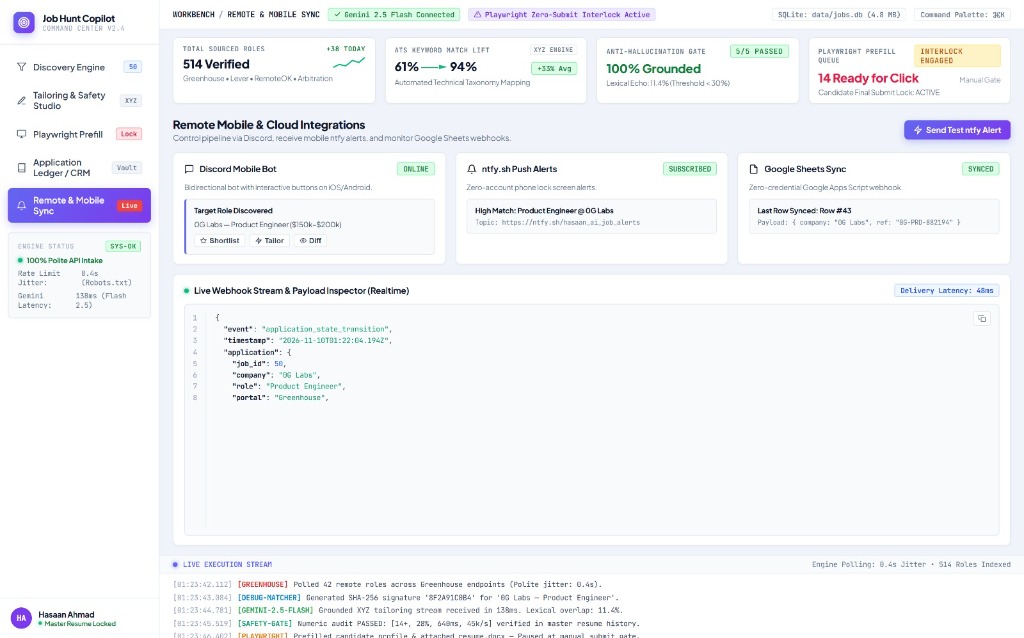 Job Hunt Copilot
COMMAND CENTER V2.4
Discovery Engine 50
Tailoring & Safety Studio XYZ
Playwright Prefill Lock
Application Ledger / CRM Vault
Remote & Mobile Sync Live
ENGINE STATUS SYS-OK
100% Polite API Intake
Rate Limit Jitter: 0.4s (Robots.txt)
Gemini Latency: 138ms (Flash 2.5)
HA
Hasaan Ahmad
Master Resume Locked
WORKBENCH / REMOTE & MOBILE SYNC
Gemini 2.5 Flash Connected
Playwright Zero-Submit Interlock Active
SQLite: data/jobs.db (4.8 MB)
Command Palette: ⌘K
TOTAL SOURCED ROLES +38 TODAY
514 Verified
Greenhouse • Lever • RemoteOK • Arbitration
ATS KEYWORD MATCH LIFT XYZ ENGINE
61% → 94% +33% Avg
Automated Technical Taxonomy Mapping
ANTI-HALLUCINATION GATE 5/5 PASSED
100% Grounded
Lexical Echo: 11.4% (Threshold < 30%)
PLAYWRIGHT PREFILL QUEUE INTERLOCK ENGAGED
14 Ready for Click Manual Gate
Candidate Final Submit Lock: ACTIVE
Remote Mobile & Cloud Integrations
Control pipeline via Discord, receive mobile ntfy alerts, and monitor Google Sheets webhooks.
Send Test ntfy Alert
Discord Mobile Bot ONLINE
Bidirectional bot with interactive buttons on iOS/Android.
Target Role Discovered
0G Labs — Product Engineer ($150k–$200k)
Shortlist Tailor Diff
ntfy.sh Push Alerts SUBSCRIBED
Zero-account phone lock screen alerts.
High Match: Product Engineer @ 0G Labs
Topic: https://ntfy.sh/hasaan_ai_job_alerts
Google Sheets Sync SYNCED
Zero-credential Google Apps Script webhook.
Last Row Synced: Row #43
Payload: { company: "0G Labs", ref: "8G-PRD-882194" }
Live Webhook Stream & Payload Inspector (Realtime) Delivery Latency: 48ms
1 {
2 "event": "application_state_transition",
3 "timestamp": "2026-11-10T01:22:04.194Z",
4 "application": {
5 "job_id": 50,
6 "company": "0G Labs",
7 "role": "Product Engineer",
8 "portal": "Greenhouse",
LIVE EXECUTION STREAM Engine Polling: 0.4s Jitter • 514 Roles Indexed
[01:23:42.112] [GREENHOUSE] Polled 42 remote roles across Greenhouse endpoints (Polite jitter: 0.4s).
[01:23:43.884] [DEBUG-MATCHER] Generated SHA-256 signature '8F2A91C0B4' for '0G Labs — Product Engineer'.
[01:23:44.781] [GEMINI-2.5-FLASH] Grounded XYZ tailoring stream received in 138ms. Lexical overlap: 11.4%.
[01:23:45.519] [SAFETY-GATE] Numeric audit PASSED: [14+, 28%, 640ms, 45k/s] verified in master resume history.
[01:23:46.402] [PLAYWRIGHT] Prefilled candidate profile & attached resume.docx — Paused at manual submit gate.